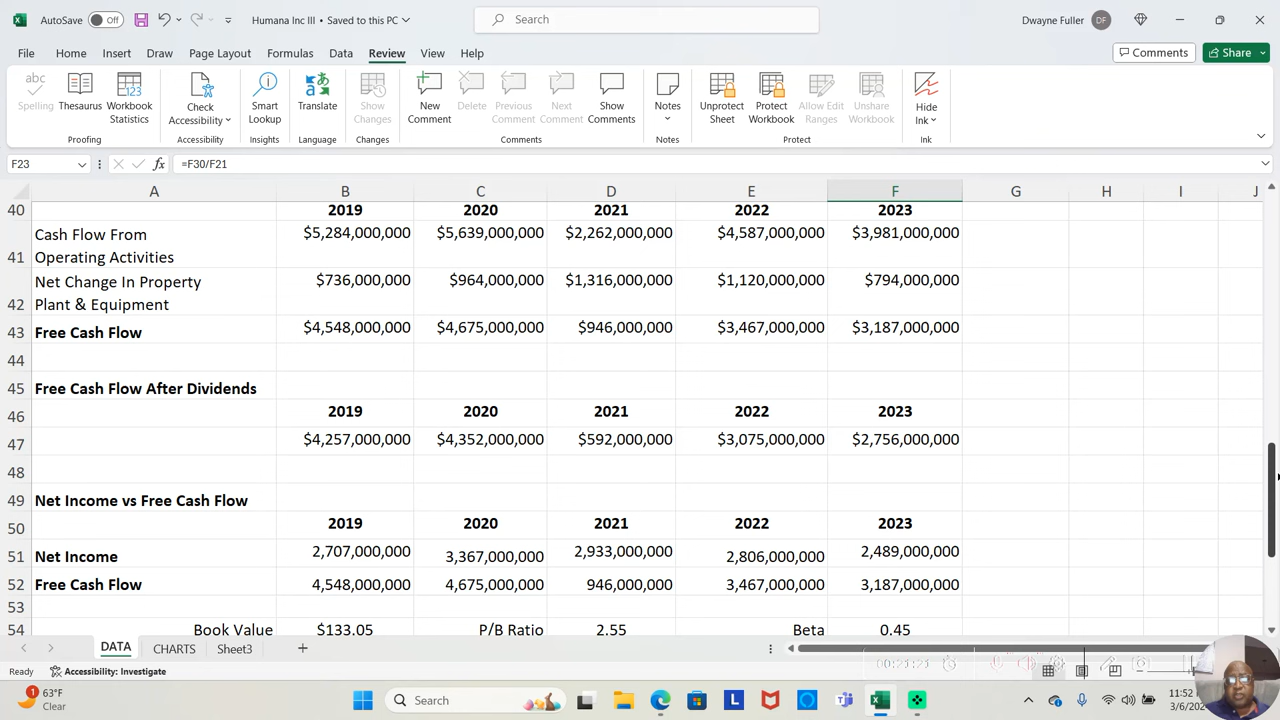 AutoSave Off Humana Inc III • Saved to this PC Search Dwayne Fuller DF
File Home Insert Draw Page Layout Formulas Data Review View Help Comments Share
Spelling Thesaurus Workbook Statistics Check Accessibility Smart Lookup Translate Show Changes New Comment Delete Previous Comment Next Comment Show Comments Notes Unprotect Sheet Protect Workbook Allow Edit Ranges Unshare Workbook Hide Ink
Proofing Accessibility Insights Language Changes Comments Notes Protect Ink
F23 fx =F30/F21
A B C D E F G H I J
40 2019 2020 2021 2022 2023
Cash Flow From $5,284,000,000 $5,639,000,000 $2,262,000,000 $4,587,000,000 $3,981,000,000
41 Operating Activities
Net Change In Property $736,000,000 $964,000,000 $1,316,000,000 $1,120,000,000 $794,000,000
42 Plant & Equipment
43 Free Cash Flow $4,548,000,000 $4,675,000,000 $946,000,000 $3,467,000,000 $3,187,000,000
44
45 Free Cash Flow After Dividends
46 2019 2020 2021 2022 2023
47 $4,257,000,000 $4,352,000,000 $592,000,000 $3,075,000,000 $2,756,000,000
48
49 Net Income vs Free Cash Flow
50 2019 2020 2021 2022 2023
51 Net Income 2,707,000,000 3,367,000,000 2,933,000,000 2,806,000,000 2,489,000,000
52 Free Cash Flow 4,548,000,000 4,675,000,000 946,000,000 3,467,000,000 3,187,000,000
53
54 Book Value $133.05 P/B Ratio 2.55 Beta 0.45
DATA CHARTS Sheet3
Ready Accessibility: Investigate
1 63°F Search 11:52
Clear 3/6/